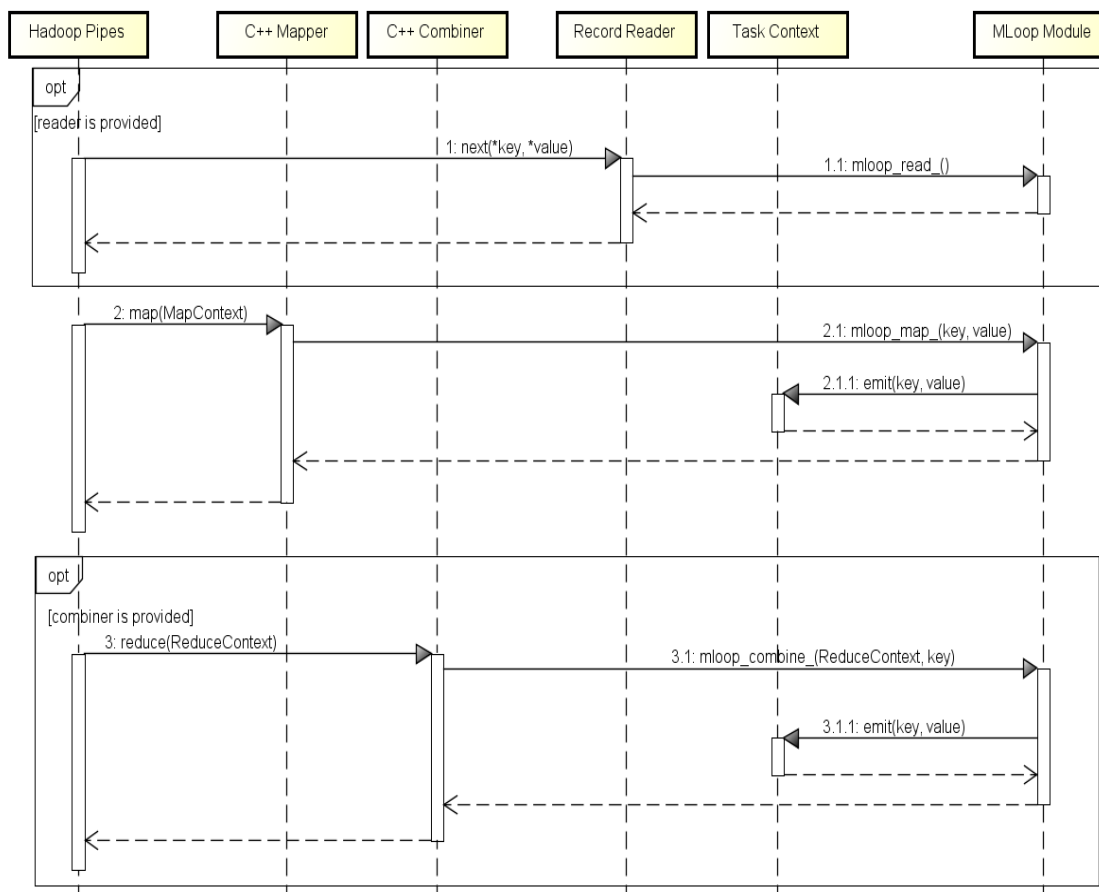 Hadoop Pipes
C++ Mapper
C++ Combiner
Record Reader
Task Context
MLoop Module
opt
[reader is provided]
1: next(*key, *value)
1.1: mloop_read_()
2: map(MapContext)
2.1: mloop_map_(key, value)
2.1.1: emit(key, value)
opt
[combiner is provided]
3: reduce(ReduceContext)
3.1: mloop_combine_(ReduceContext, key)
3.1.1: emit(key, value)